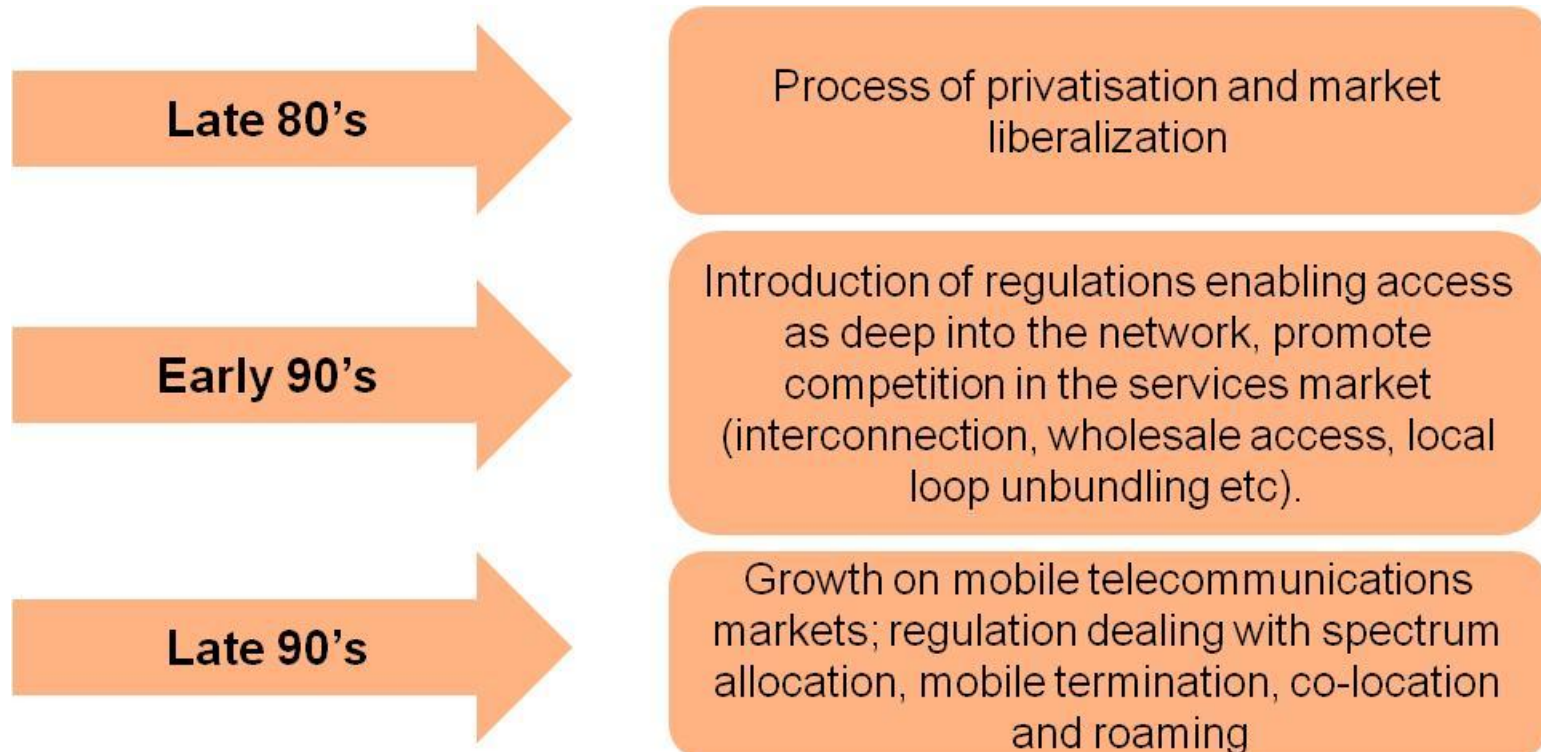 Late 80’s
Process of privatisation and market
liberalization
Early 90’s
Introduction of regulations enabling access
as deep into the network, promote
competition in the services market
(interconnection, wholesale access, local
loop unbundling etc).
Late 90’s
Growth on mobile telecommunications
markets; regulation dealing with spectrum
allocation, mobile termination, co-location
and roaming